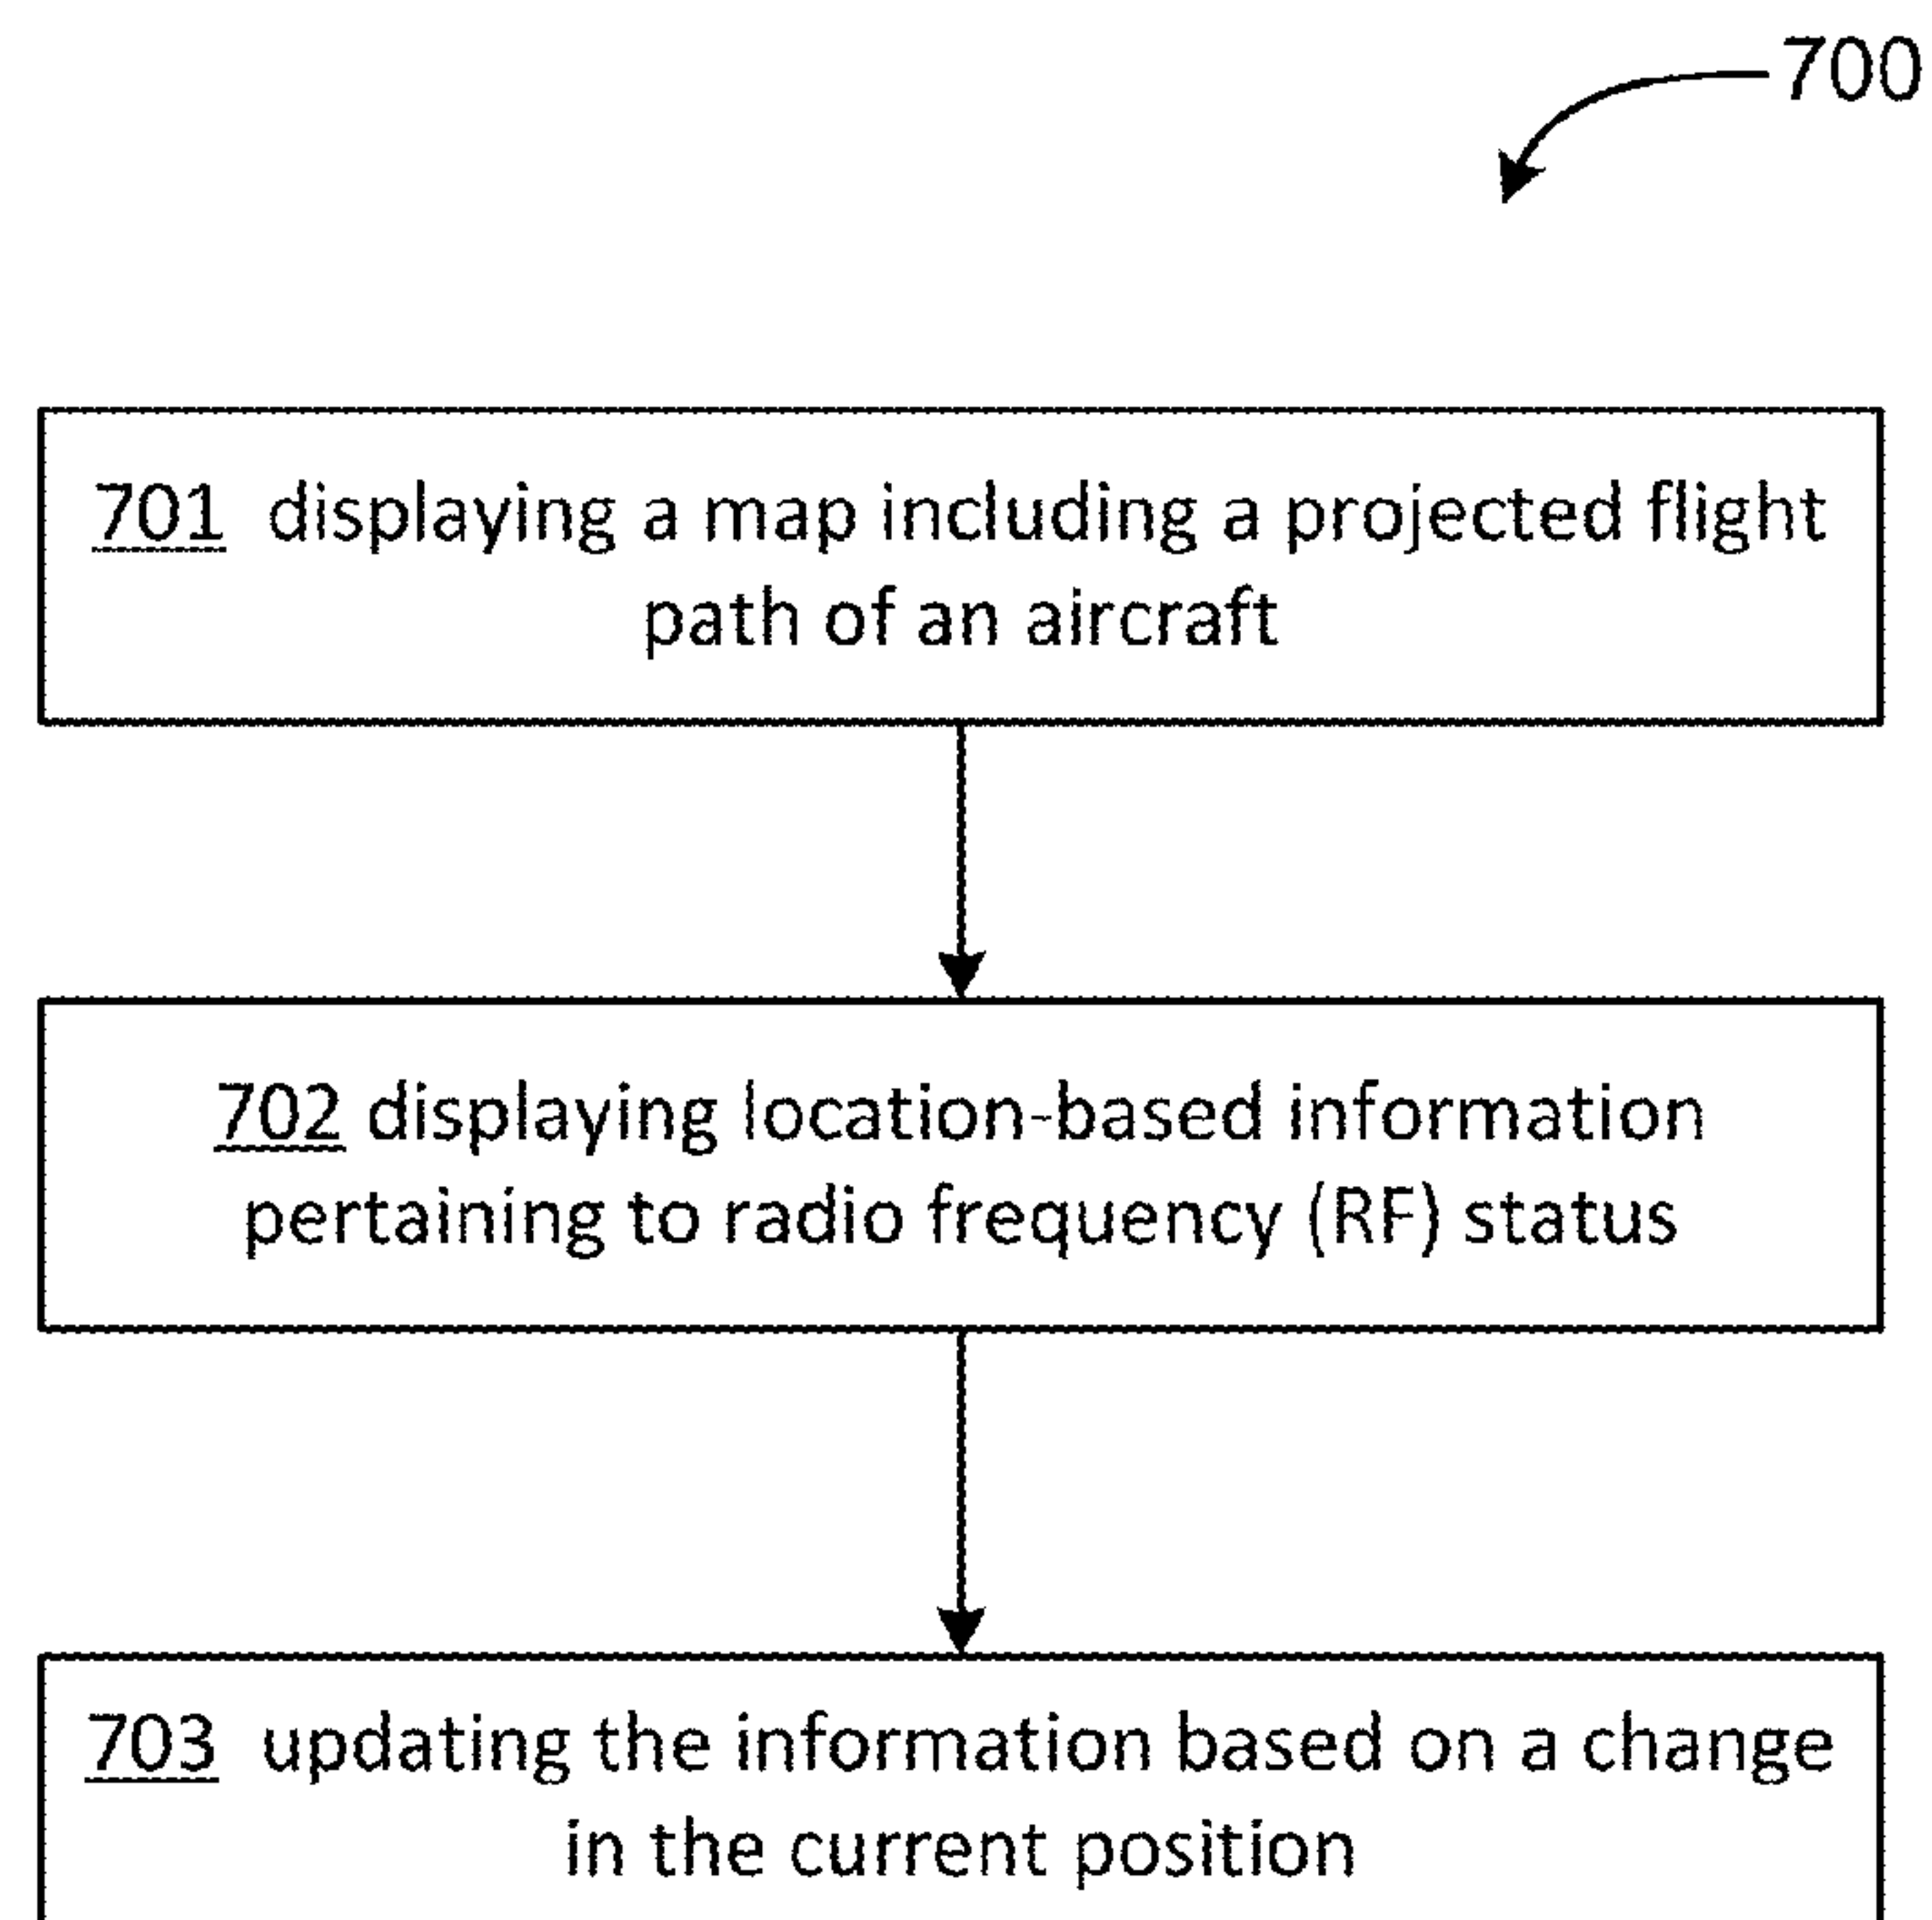 700
701 displaying a map including a projected flight
path of an aircraft
702 displaying location-based information
pertaining to radio frequency (RF) status
703 updating the information based on a change
in the current position